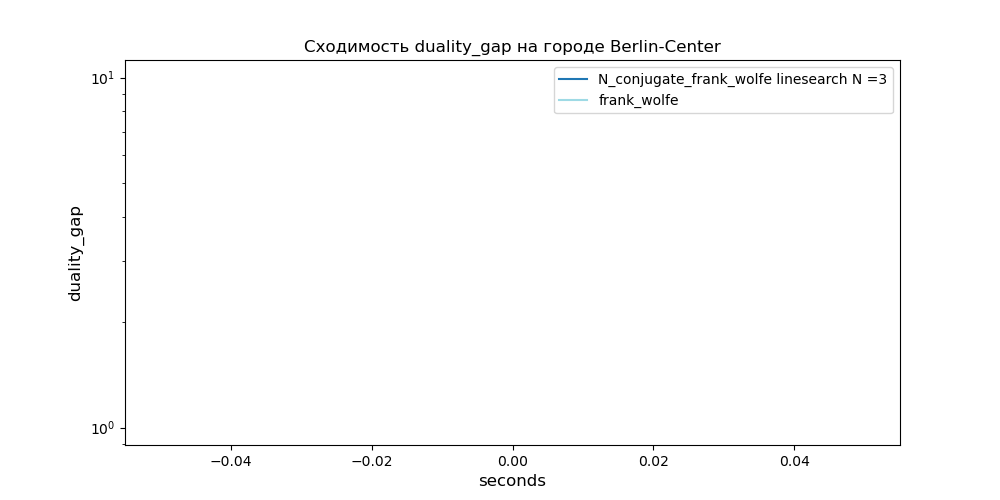 Сходимость duality_gap на городе Berlin-Center
10¹
N_conjugate_frank_wolfe linesearch N =3
frank_wolfe
duality_gap
10⁰
−0.04 −0.02 0.00 0.02 0.04
seconds